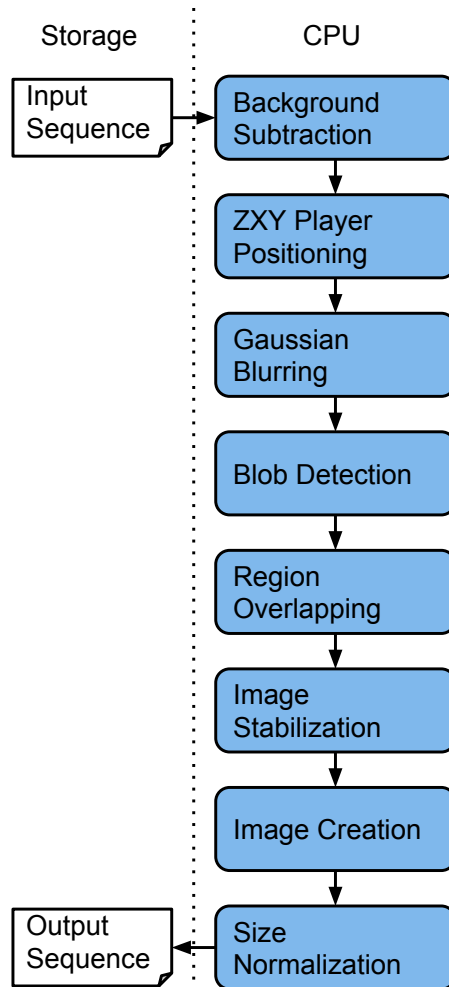 Storage
CPU
Input
Sequence
Background
Subtraction
ZXY Player
Positioning
Gaussian
Blurring
Blob Detection
Region
Overlapping
Image
Stabilization
Image Creation
Size
Normalization
Output
Sequence